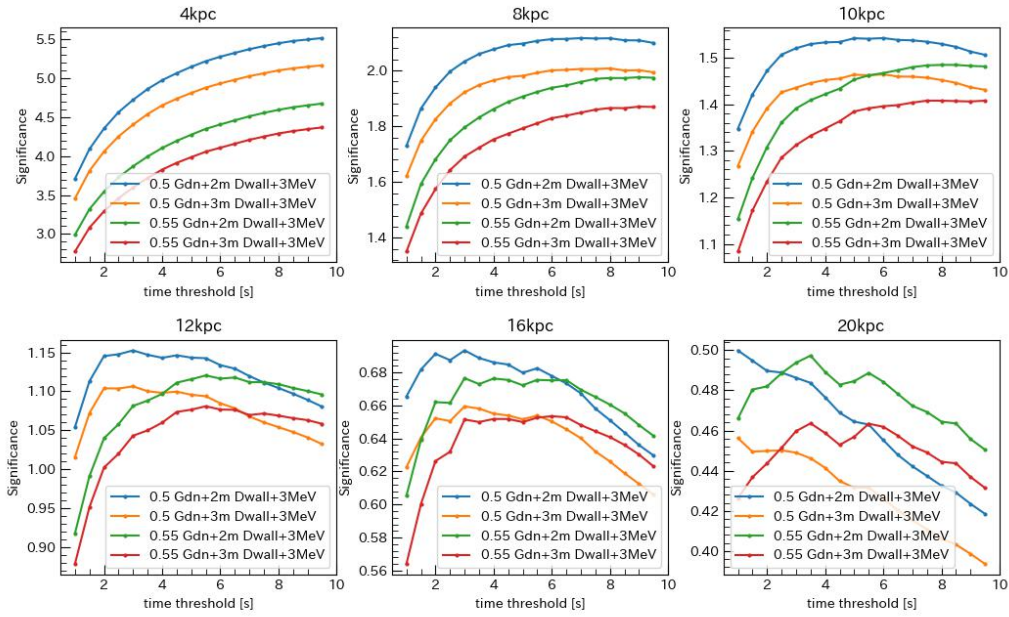 4kpc
8kpc
10kpc
5.5
5.0
4.5
4.0
3.5
3.0
Significance
0.5 Gdn+2m Dwall+3MeV
0.5 Gdn+3m Dwall+3MeV
0.55 Gdn+2m Dwall+3MeV
0.55 Gdn+3m Dwall+3MeV
2 4 6 8 10
time threshold [s]
2.0
1.8
1.6
1.4
Significance
0.5 Gdn+2m Dwall+3MeV
0.5 Gdn+3m Dwall+3MeV
0.55 Gdn+2m Dwall+3MeV
0.55 Gdn+3m Dwall+3MeV
2 4 6 8 10
time threshold [s]
1.5
1.4
1.3
1.2
1.1
Significance
0.5 Gdn+2m Dwall+3MeV
0.5 Gdn+3m Dwall+3MeV
0.55 Gdn+2m Dwall+3MeV
0.55 Gdn+3m Dwall+3MeV
2 4 6 8 10
time threshold [s]
12kpc
16kpc
20kpc
1.15
1.10
1.05
1.00
0.95
0.90
Significance
0.5 Gdn+2m Dwall+3MeV
0.5 Gdn+3m Dwall+3MeV
0.55 Gdn+2m Dwall+3MeV
0.55 Gdn+3m Dwall+3MeV
2 4 6 8 10
time threshold [s]
0.68
0.66
0.64
0.62
0.60
0.58
0.56
Significance
0.5 Gdn+2m Dwall+3MeV
0.5 Gdn+3m Dwall+3MeV
0.55 Gdn+2m Dwall+3MeV
0.55 Gdn+3m Dwall+3MeV
2 4 6 8 10
time threshold [s]
0.50
0.48
0.46
0.44
0.42
0.40
Significance
0.5 Gdn+2m Dwall+3MeV
0.5 Gdn+3m Dwall+3MeV
0.55 Gdn+2m Dwall+3MeV
0.55 Gdn+3m Dwall+3MeV
2 4 6 8 10
time threshold [s]